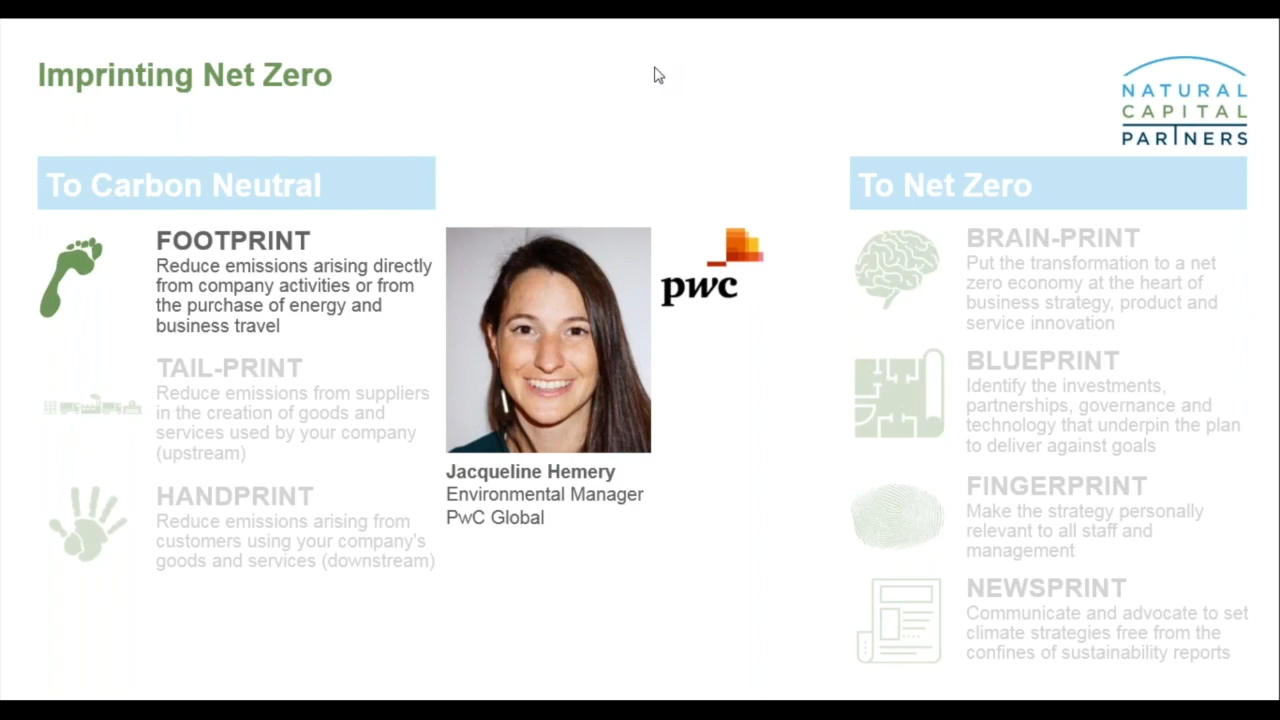 Imprinting Net Zero
NATURAL
CAPITAL
PARTNERS
To Carbon Neutral
FOOTPRINT
Reduce emissions arising directly
from company activities or from
the purchase of energy and
business travel
TAIL-PRINT
Reduce emissions from suppliers
in the creation of goods and
services used by your company
(upstream)
HANDPRINT
Reduce emissions arising from
customers using your company's
goods and services (downstream)
pwc
Jacqueline Hemery
Environmental Manager
PwC Global
To Net Zero
BRAIN-PRINT
Put the transformation to a net
zero economy at the heart of
business strategy, product and
service innovation
BLUEPRINT
Identify the investments,
partnerships, governance and
technology that underpin the plan
to deliver against goals
FINGERPRINT
Make the strategy personally
relevant to all staff and
management
NEWSPRINT
Communicate and advocate to set
climate strategies free from the
confines of sustainability reports